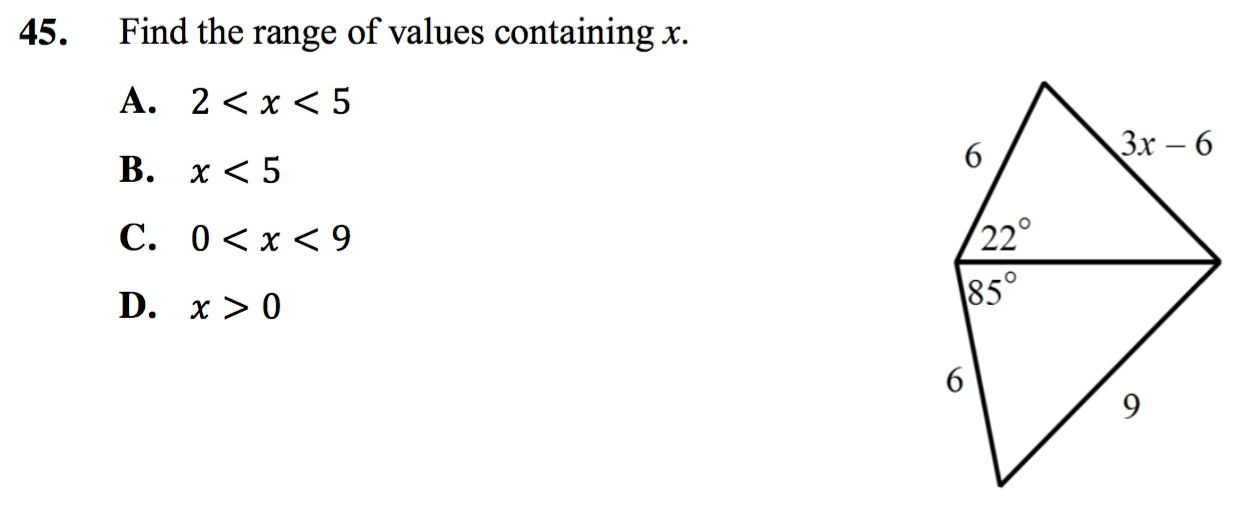 45. Find the range of values containing x.
A. 2 < x < 5
B. x < 5
C. 0 < x < 9
D. x > 0
6
3x – 6
22°
85°
6
9